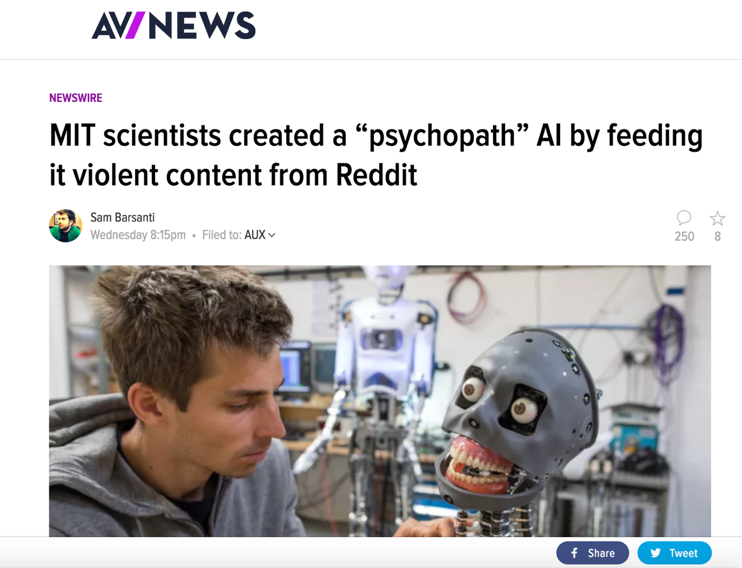 AV/NEWS
NEWSWIRE
MIT scientists created a “psychopath” AI by feeding
it violent content from Reddit
Sam Barsanti
Wednesday 8:15pm • Filed to: AUX
250
8
Share
Tweet